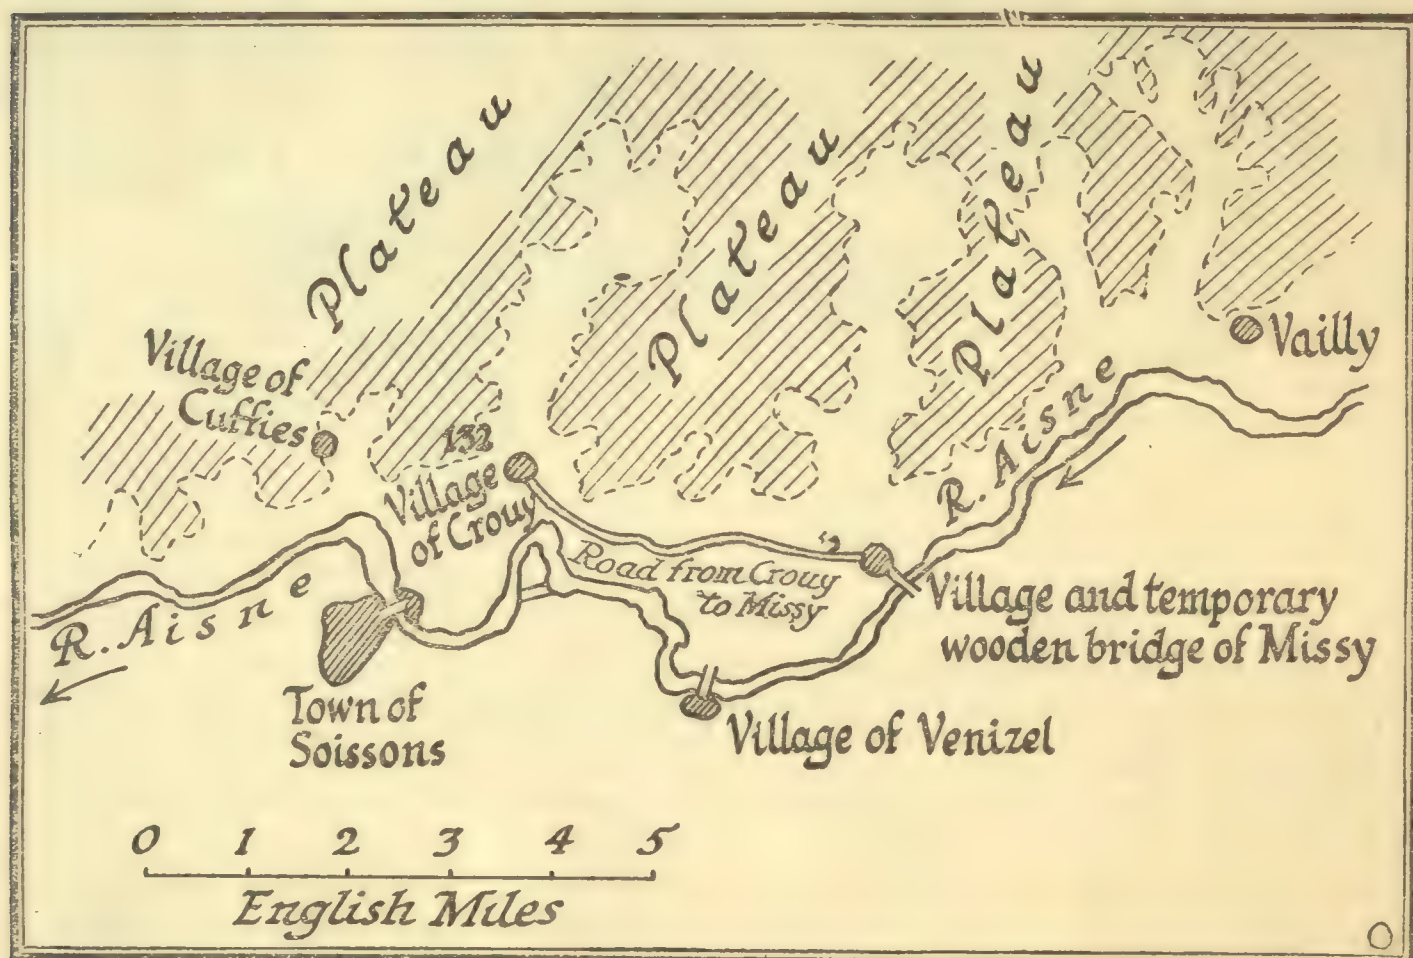 Plateau
Plateau
Plateau
Village of
Cuffies
Vailly
132
Village
of Crouy
R. Aisne
Road from Crouy
to Missy
Village and temporary
wooden bridge of Missy
R. Aisne
Town of
Soissons
Village of Venizel
0 1 2 3 4 5
English Miles